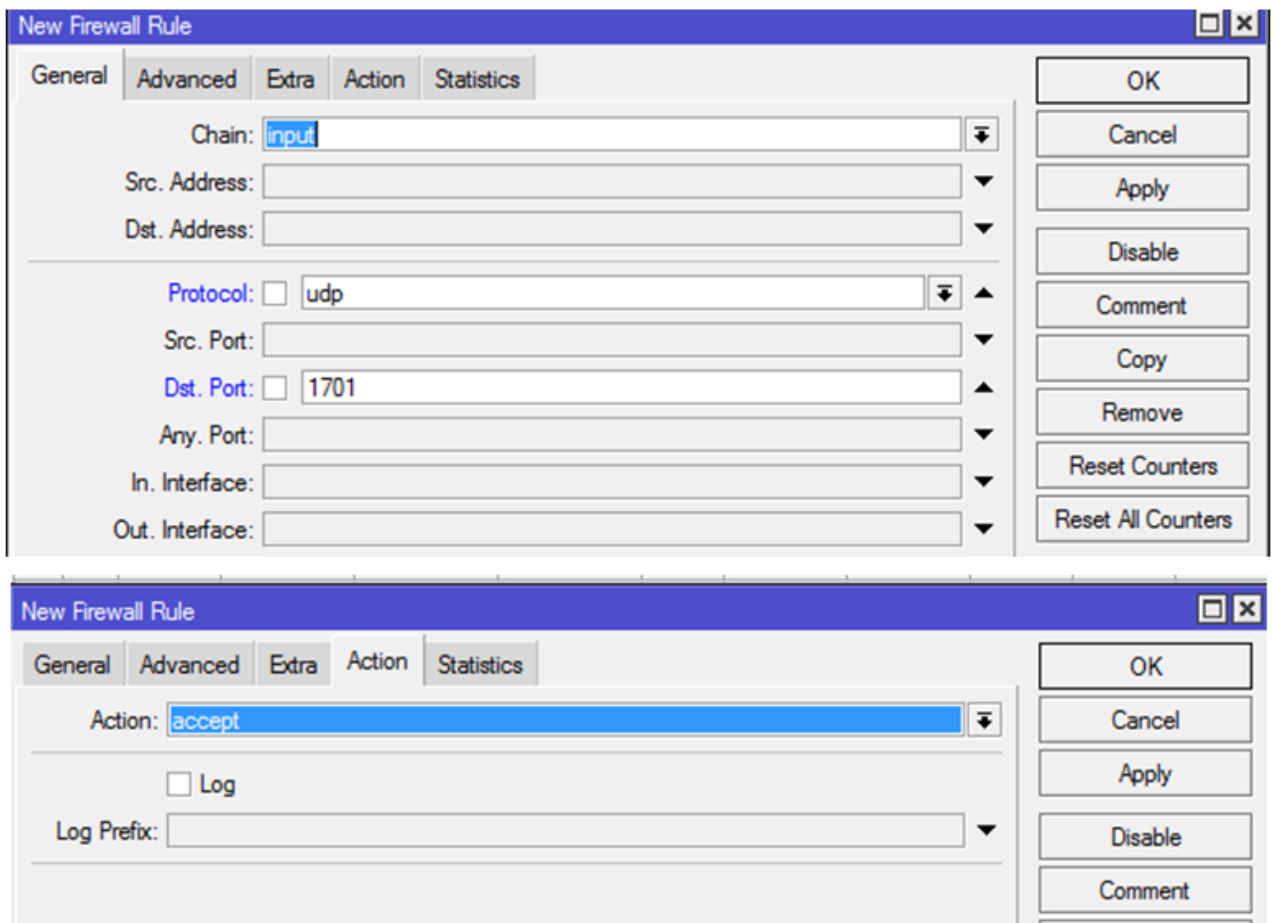 New Firewall Rule
General Advanced Extra Action Statistics
OK
Chain: input
Cancel
Src. Address:
Apply
Dst. Address:
Disable
Protocol: udp
Comment
Src. Port:
Copy
Dst. Port: 1701
Remove
Any. Port:
Reset Counters
In. Interface:
Reset All Counters
Out. Interface:
New Firewall Rule
General Advanced Extra Action Statistics
OK
Action: accept
Cancel
Log
Apply
Log Prefix:
Disable
Comment